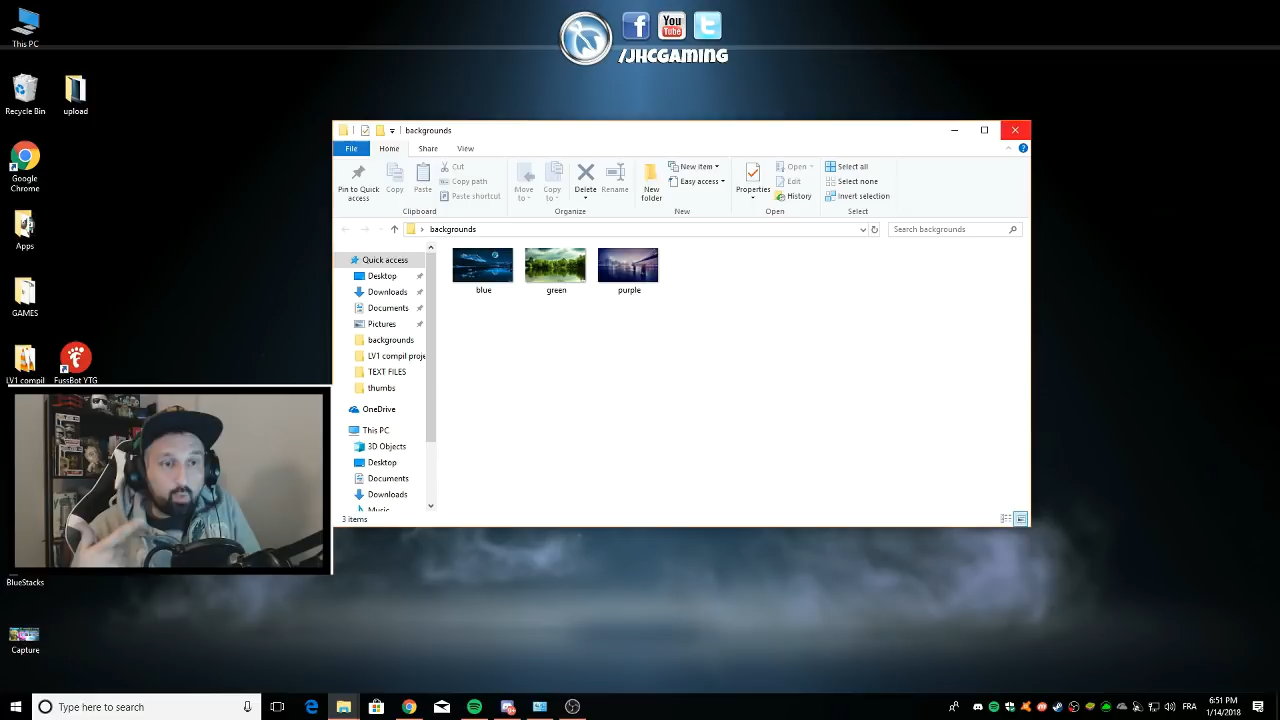 This PC
Recycle Bin
upload
Google
Chrome
Apps
GAMES
LV1 compil
FussBot YTG
BlueStacks
Capture
f
You
Tube
t
/JHCGAMING
backgrounds
File
Home
Share
View
Pin to Quick
access
Copy
Paste
Cut
Copy path
Paste shortcut
Clipboard
Move
to
Copy
to
Delete
Rename
Organize
New
folder
New item
Easy access
New
Properties
Open
Edit
History
Open
Select all
Select none
Invert selection
Select
backgrounds
Search backgrounds
Quick access
Desktop
Downloads
Documents
Pictures
backgrounds
LV1 compil proje
TEXT FILES
thumbs
OneDrive
This PC
3D Objects
Desktop
Documents
Downloads
Music
blue
green
purple
3 items
Type here to search
FRA
6:51 PM
1/14/2018